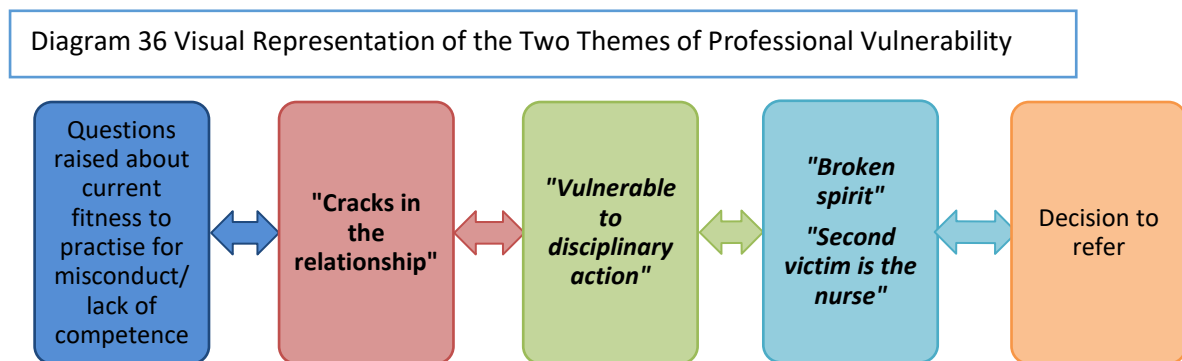 Diagram 36 Visual Representation of the Two Themes of Professional Vulnerability
Questions
raised about
current
fitness to
practise for
misconduct/
lack of
competence
"Cracks in
the
relationship"
"Vulnerable
to
disciplinary
action"
"Broken
spirit"
"Second
victim is the
nurse"
Decision to
refer